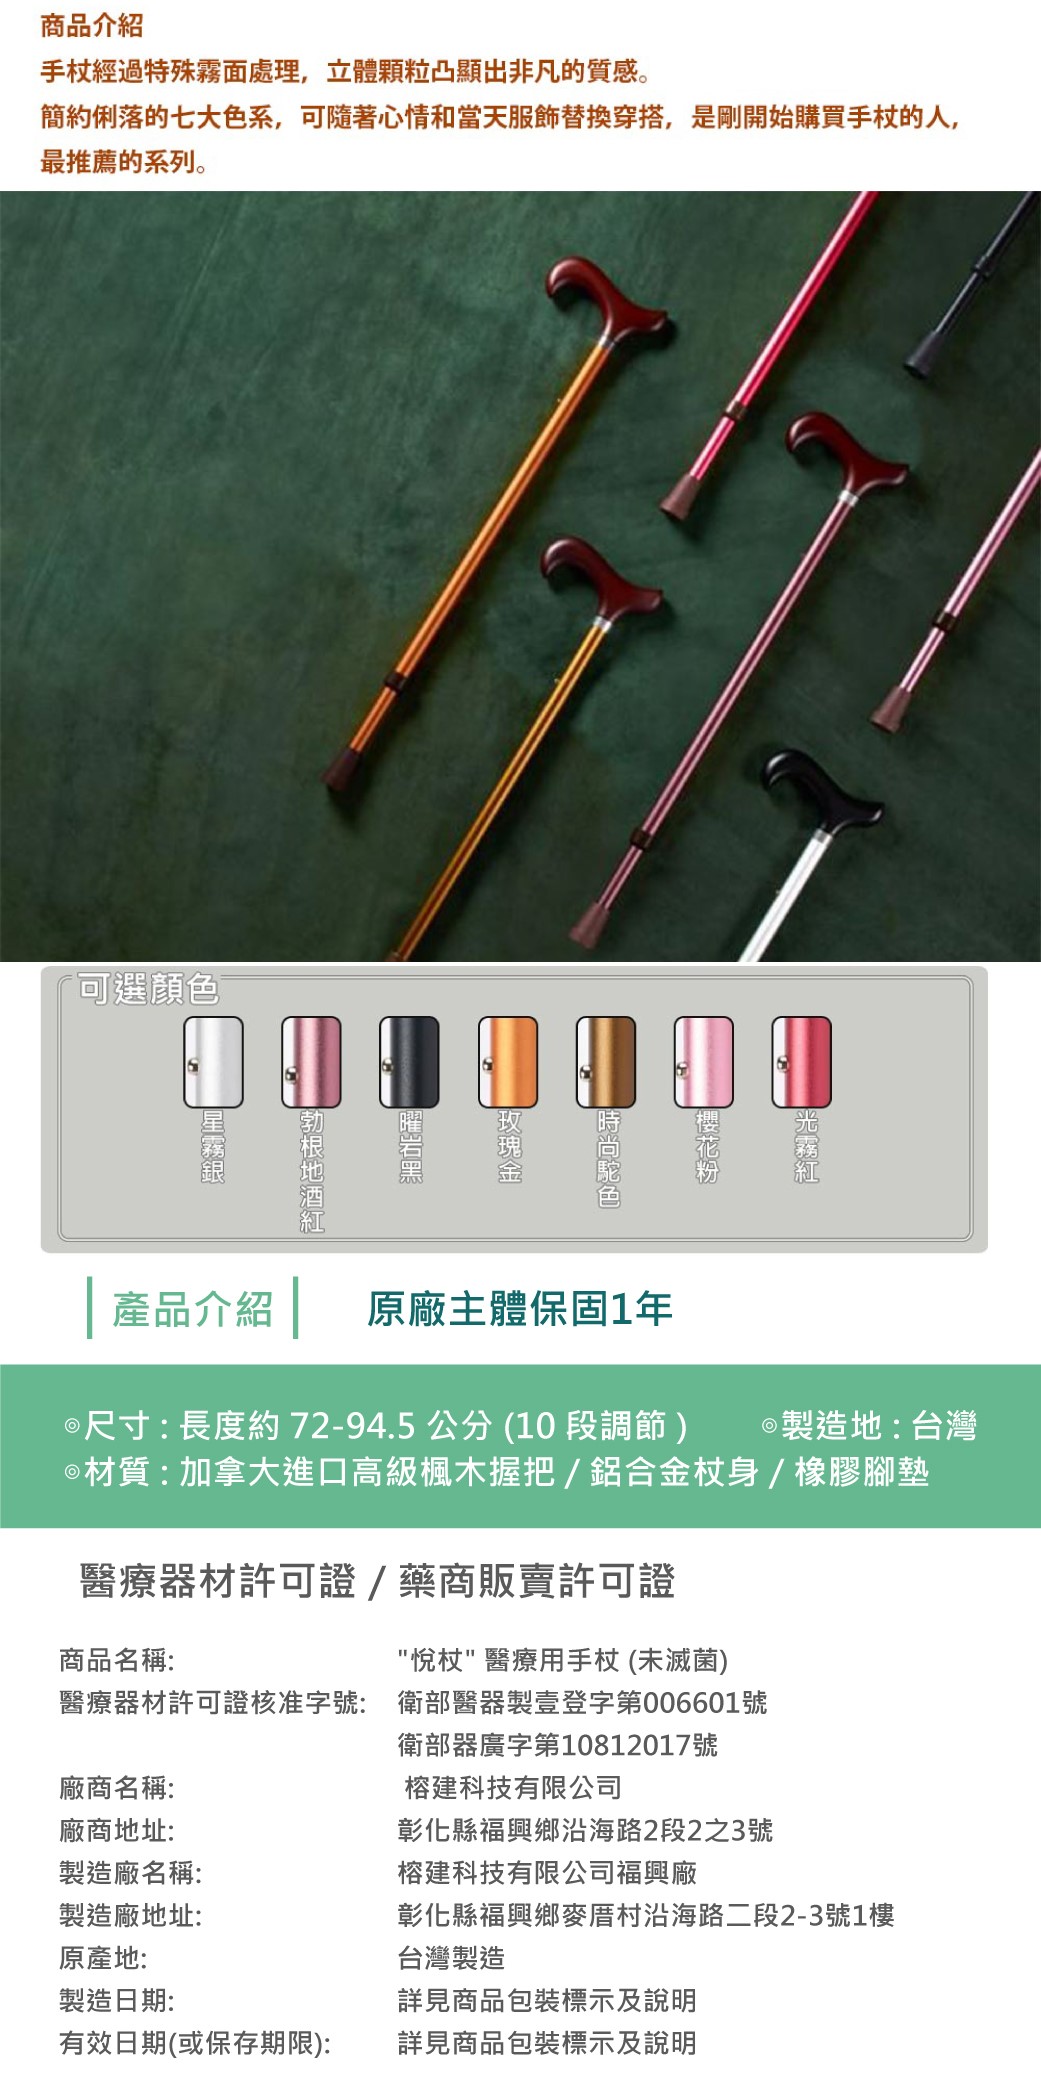 商品介紹
手杖經過特殊霧面處理，立體顆粒凸顯出非凡的質感。
簡約俐落的七大色系，可隨著心情和當天服飾替換穿搭，是剛開始購買手杖的人，
最推薦的系列。
可選顏色
星霧銀
勃根地酒紅
曜岩黑
玫瑰金
時尚駝色
櫻花粉
光霧紅
產品介紹 原廠主體保固1年
◎尺寸 : 長度約 72-94.5 公分 (10 段調節 ) ◎製造地 : 台灣
◎材質 : 加拿大進口高級楓木握把 / 鋁合金杖身 / 橡膠腳墊
醫療器材許可證 / 藥商販賣許可證
商品名稱: "悅杖" 醫療用手杖 (未滅菌)
醫療器材許可證核准字號: 衛部醫器製壹登字第006601號
衛部器廣字第10812017號
廠商名稱: 榕建科技有限公司
廠商地址: 彰化縣福興鄉沿海路2段2之3號
製造廠名稱: 榕建科技有限公司福興廠
製造廠地址: 彰化縣福興鄉麥厝村沿海路二段2-3號1樓
原產地: 台灣製造
製造日期: 詳見商品包裝標示及說明
有效日期(或保存期限): 詳見商品包裝標示及說明